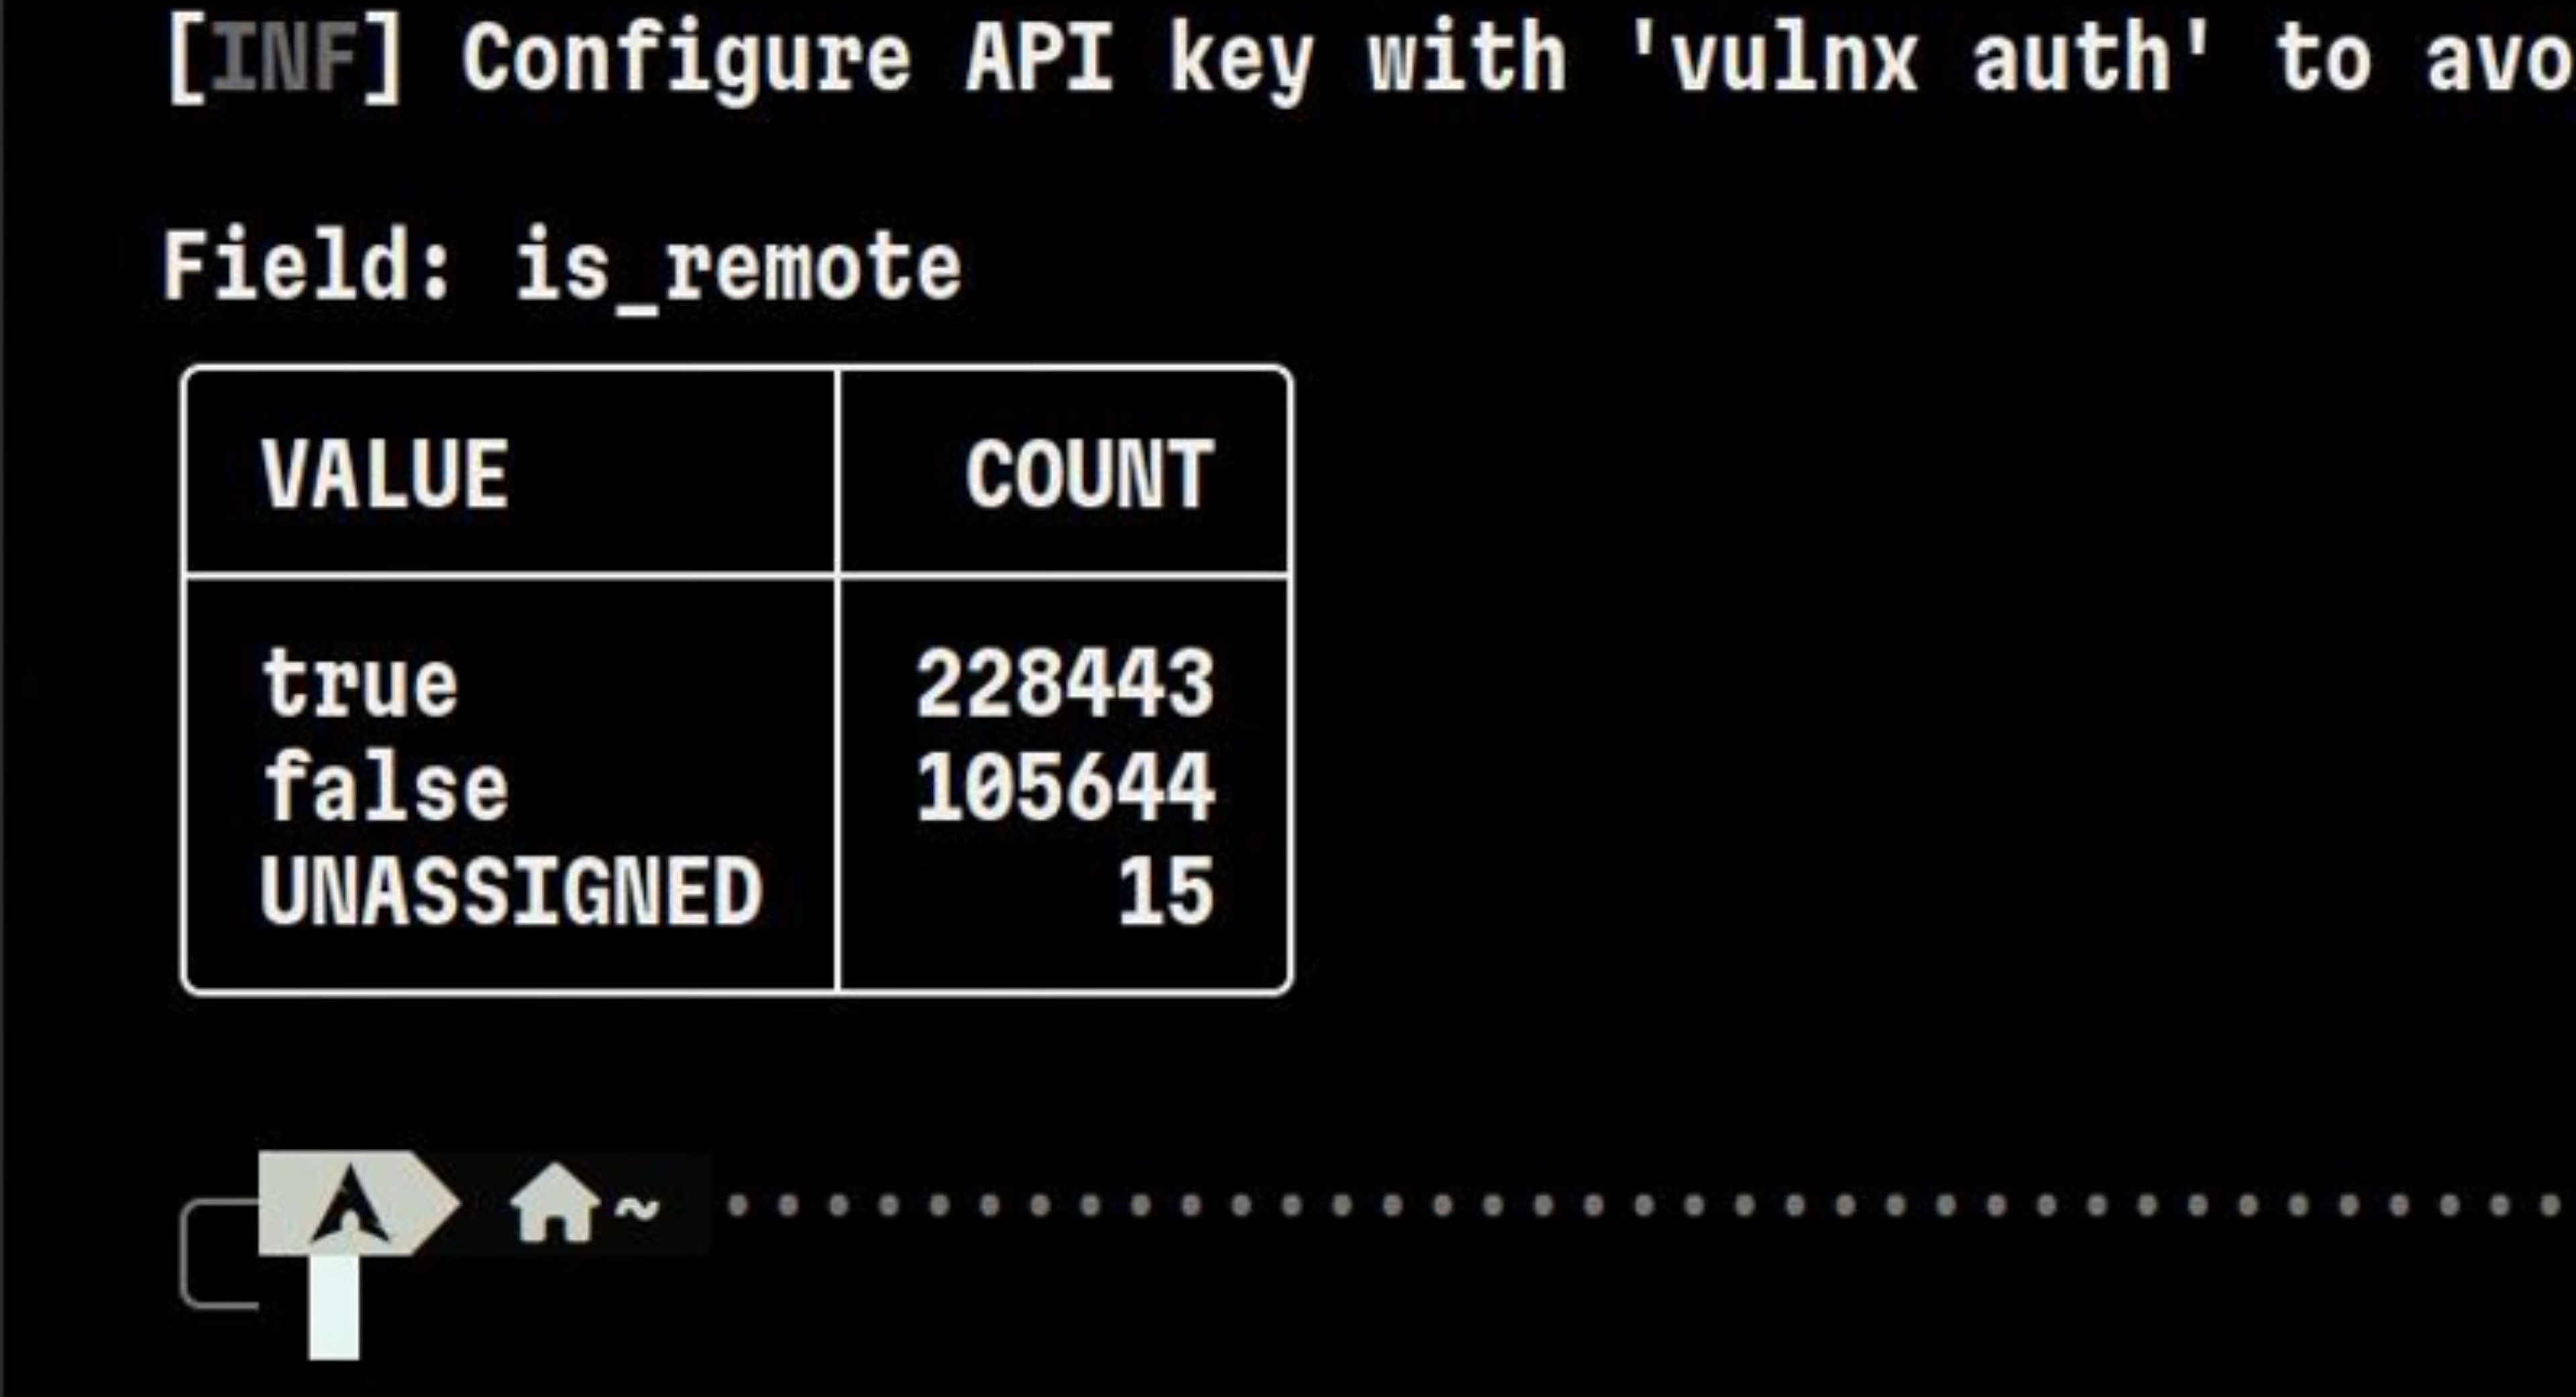 [INF] Configure API key with 'vulnx auth' to avo
Field: is_remote
VALUE COUNT
true 228443
false 105644
UNASSIGNED 15
~